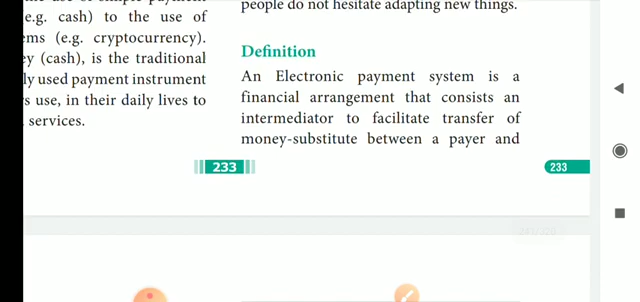 e.g. cash) to the use of
(e.g. cryptocurrency).
(cash), is the traditional
used payment instrument
use, in their daily lives to
services.
people do not hesitate adapting new things.
Definition
An Electronic payment system is a
financial arrangement that consists an
intermediator to facilitate transfer of
money-substitute between a payer and
233
233